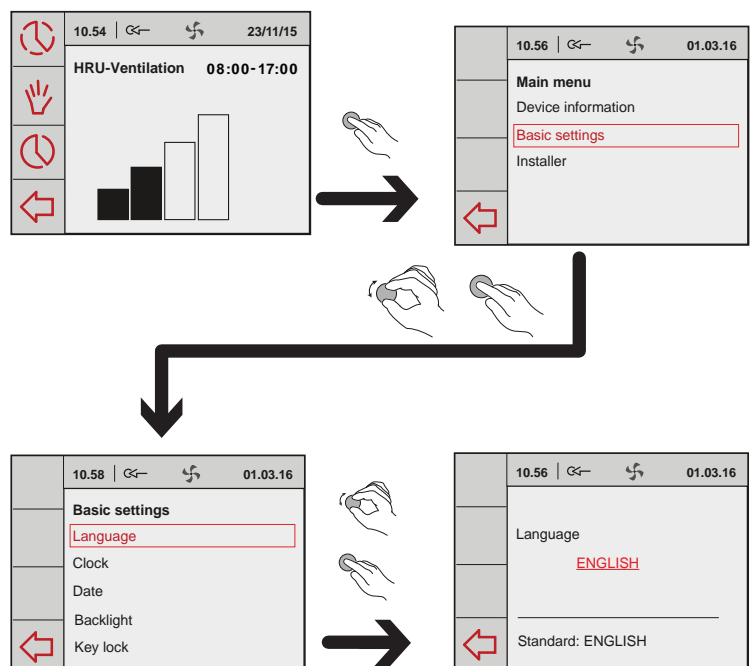 10.54 23/11/15
HRU-Ventilation 08:00-17:00
10.56 01.03.16
Main menu
Device information
Basic settings
Installer
10.58 01.03.16
Basic settings
Language
Clock
Date
Backlight
Key lock
10.56 01.03.16
Language
ENGLISH
Standard: ENGLISH